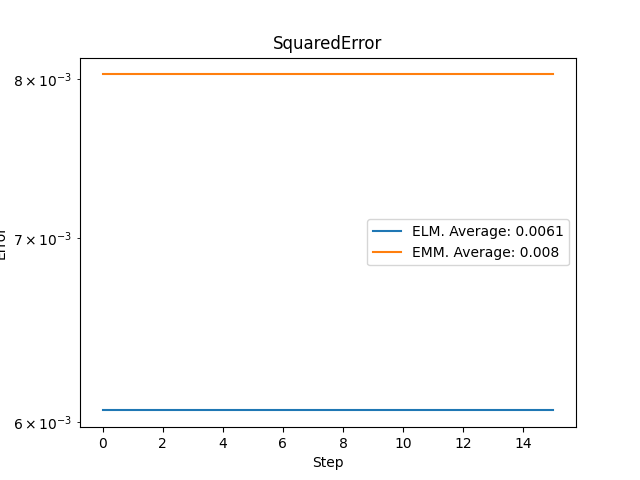 SquaredError
8 × 10⁻³
7 × 10⁻³
6 × 10⁻³
Error
ELM. Average: 0.0061
EMM. Average: 0.008
0 2 4 6 8 10 12 14
Step